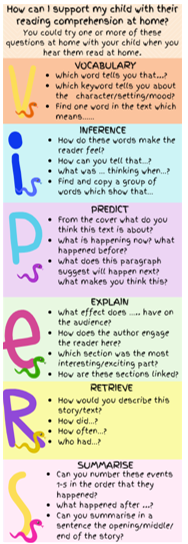 How can I support my child with their
reading comprehension at home?
You could try one or more of these
questions at home with your child when
you hear them read at home.
V
VOCABULARY
• Which word tells you that...?
• Which keyword tells you about
the character/setting/mood?
• Find one word in the text which
means......
i
INFERENCE
• How do these words make the
reader feel?
• How can you tell that...?
• What was ... thinking when...?
• Find and copy a group of
words which show that...
P
PREDICT
• From the cover what do you
think this text is about?
• What is happening now? What
happened before?
• What does this paragraph
suggest will happen next?
What makes you think this?
e
EXPLAIN
• What effect does ..... have on
the audience?
• How does the author engage
the reader here?
• Which section was the most
interesting/exciting part?
• How are these sections linked?
R
RETRIEVE
• How would you describe this
story/text?
• How did...?
• How often...?
• Who had...?
S
SUMMARISE
• Can you number these events
1-5 in the order that they
happened?
• What happened after ...?
• Can you summarise in a
sentence the opening/middle/
end of the story?